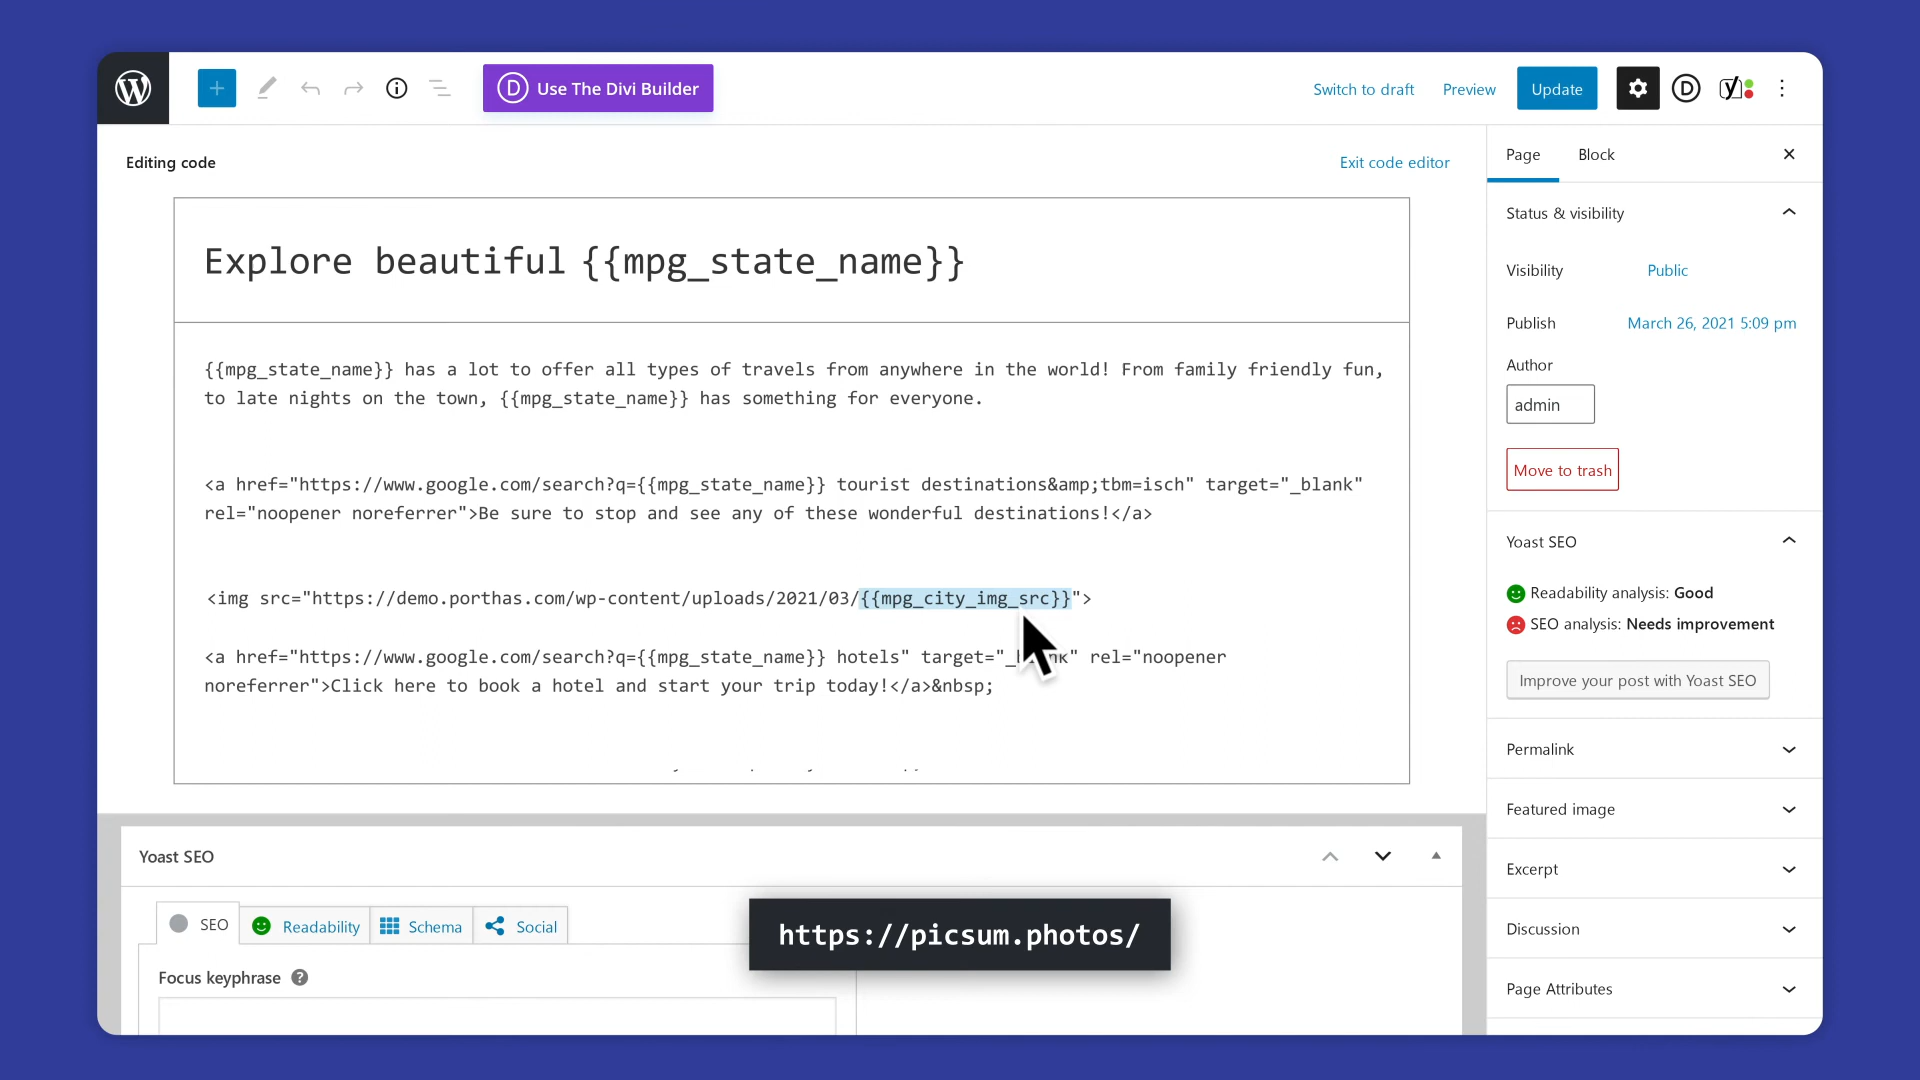 Use The Divi Builder
Switch to draft
Preview
Update
Editing code
Exit code editor
Explore beautiful {{mpg_state_name}}
{{mpg_state_name}} has a lot to offer all types of travels from anywhere in the world! From family friendly fun,
to late nights on the town, {{mpg_state_name}} has something for everyone.
<a href="https://www.google.com/search?q={{mpg_state_name}} tourist destinations&amp;tbm=isch" target="_blank"
rel="noopener noreferrer">Be sure to stop and see any of these wonderful destinations!</a>
<img src="https://demo.porthas.com/wp-content/uploads/2021/03/{{mpg_city_img_src}}">
<a href="https://www.google.com/search?q={{mpg_state_name}} hotels" rel="noopener
noreferrer">Click here to book a hotel and start your trip today!</a>&nbsp;
Yoast SEO
SEO
Readability
Schema
Social
Focus keyphrase
https://picsum.photos/
Page
Block
Status & visibility
Visibility
Public
Publish
March 26, 2021 5:09 pm
Author
admin
Move to trash
Yoast SEO
Readability analysis: Good
SEO analysis: Needs improvement
Improve your post with Yoast SEO
Permalink
Featured image
Excerpt
Discussion
Page Attributes